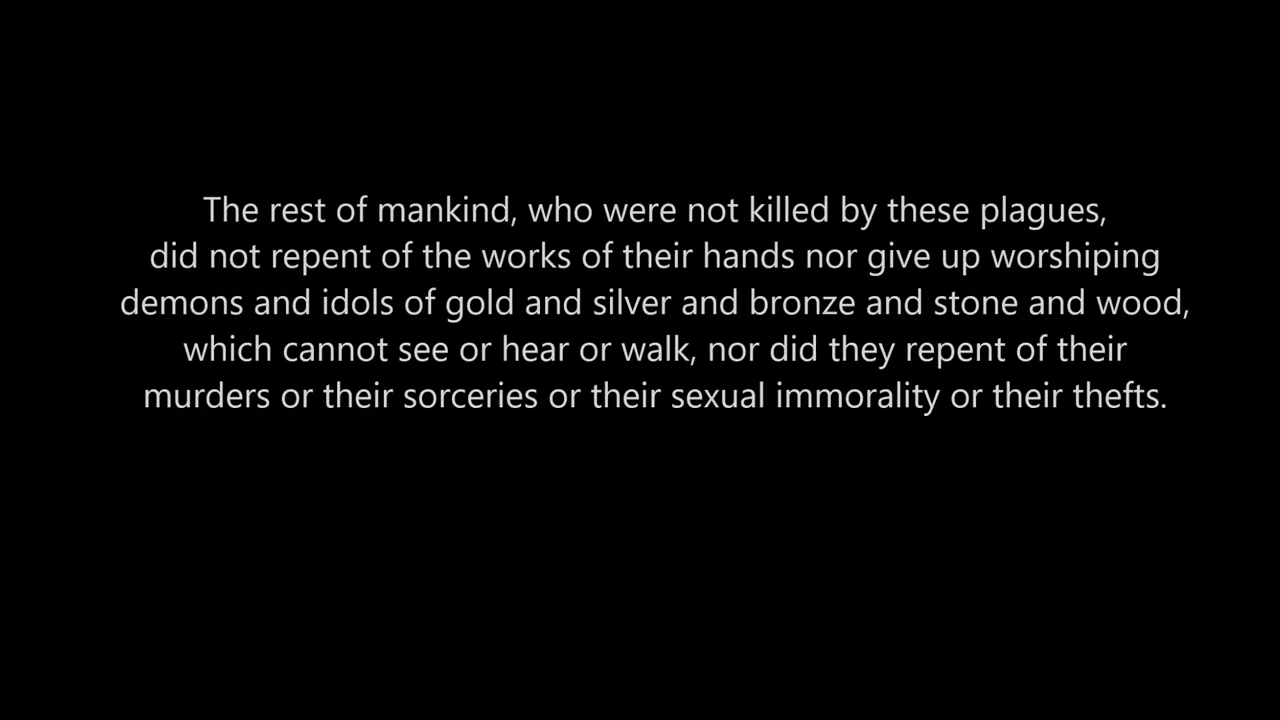 The rest of mankind, who were not killed by these plagues,
did not repent of the works of their hands nor give up worshiping
demons and idols of gold and silver and bronze and stone and wood,
which cannot see or hear or walk, nor did they repent of their
murders or their sorceries or their sexual immorality or their thefts.